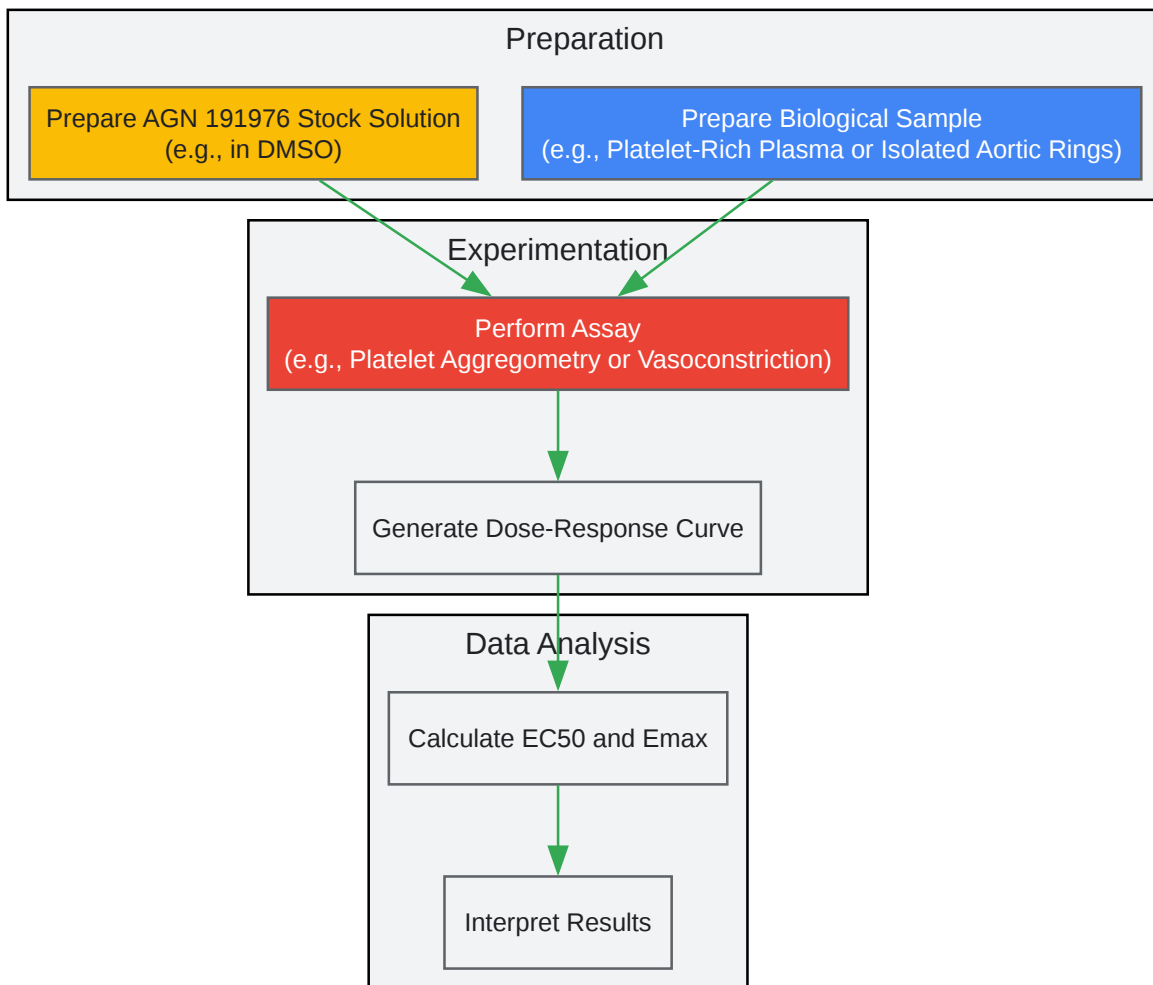 Preparation
Prepare AGN 191976 Stock Solution
(e.g., in DMSO)
Prepare Biological Sample
(e.g., Platelet-Rich Plasma or Isolated Aortic Rings)
Experimentation
Perform Assay
(e.g., Platelet Aggregometry or Vasoconstriction)
Generate Dose-Response Curve
Data Analysis
Calculate EC50 and Emax
Interpret Results